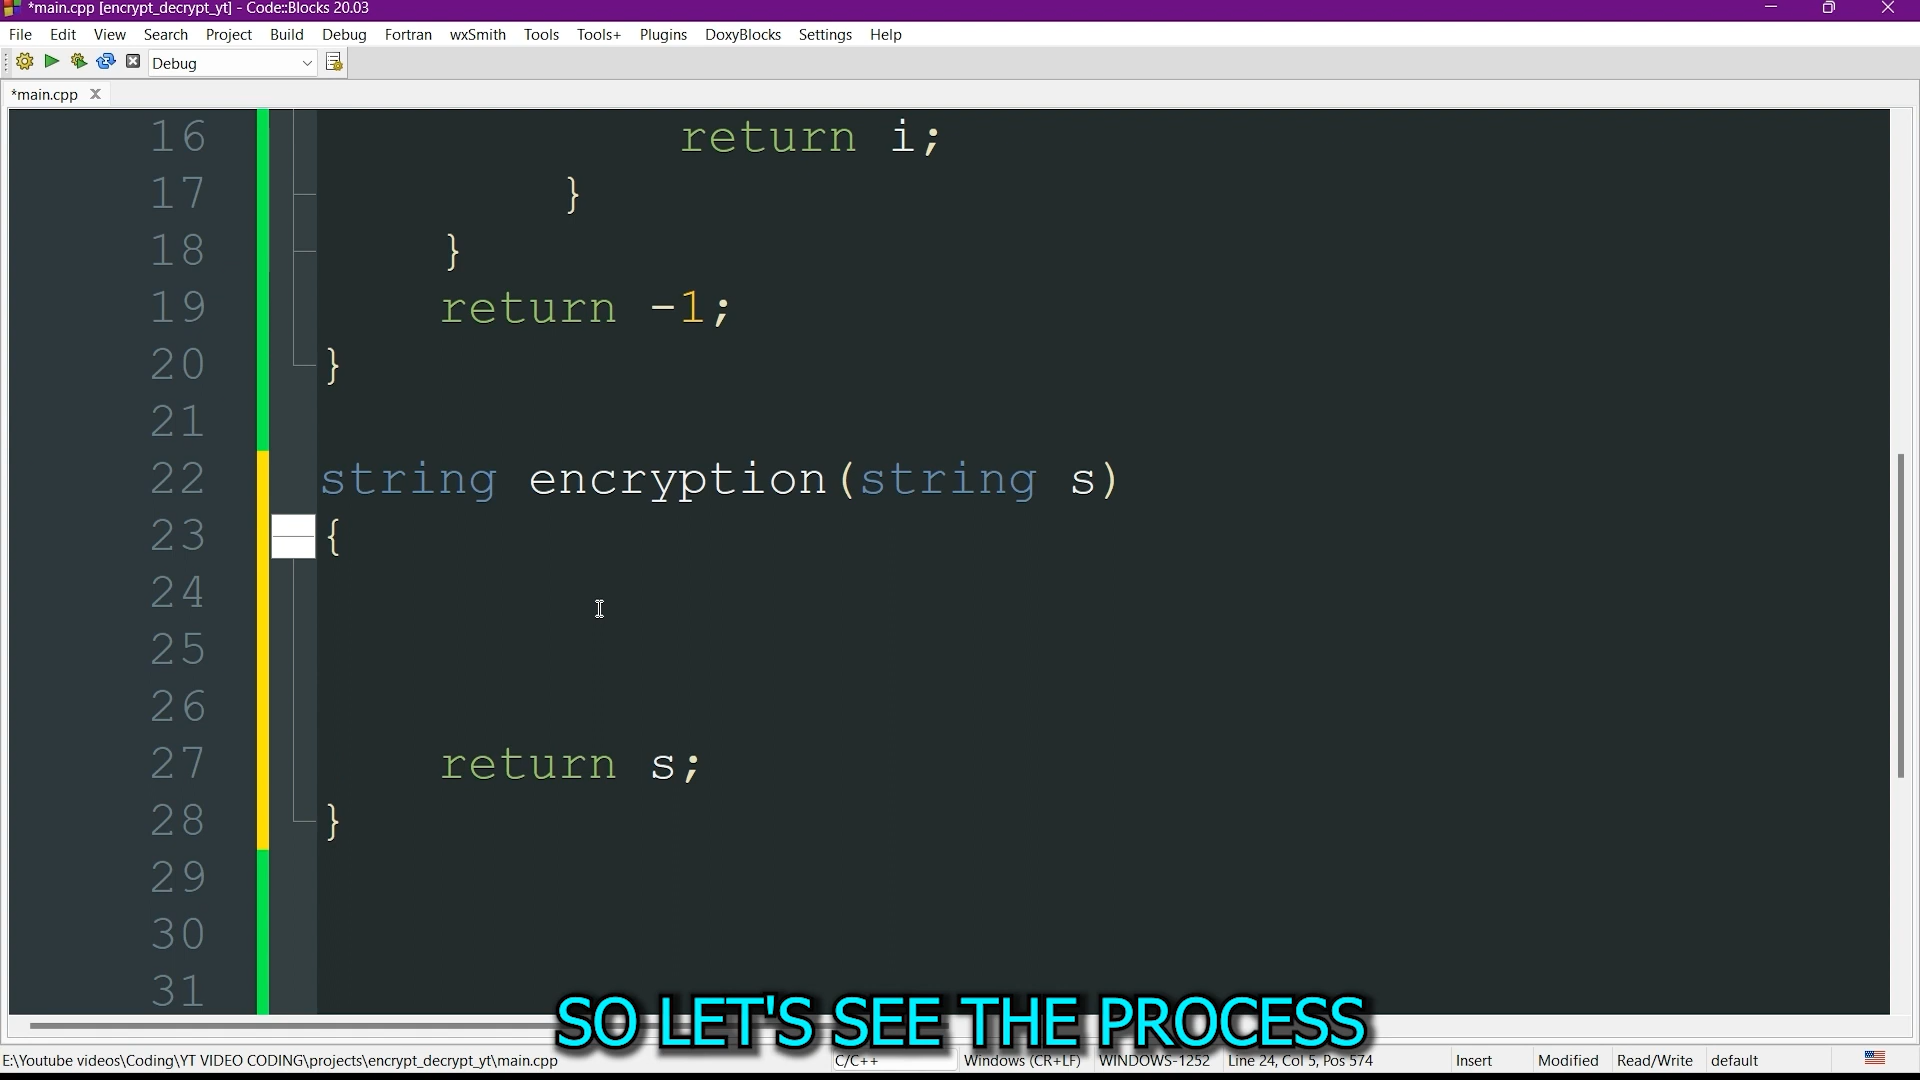 *main.cpp [encrypt_decrypt_yt] - Code::Blocks 20.03
File Edit View Search Project Build Debug Fortran wxSmith Tools Tools+ Plugins DoxyBlocks Settings Help
Debug
*main.cpp
16 return i;
17 }
18 }
19 return -1;
20 }
21
22 string encryption(string s)
23 {
24
25
26
27 return s;
28 }
29
30
31
SO LET'S SEE THE PROCESS
E:\Youtube videos\Coding\YT VIDEO CODING\projects\encrypt_decrypt_yt\main.cpp C/C++ Windows (CR+LF) WINDOWS-1252 Line 24, Col 5, Pos 574 Insert Modified Read/Write default